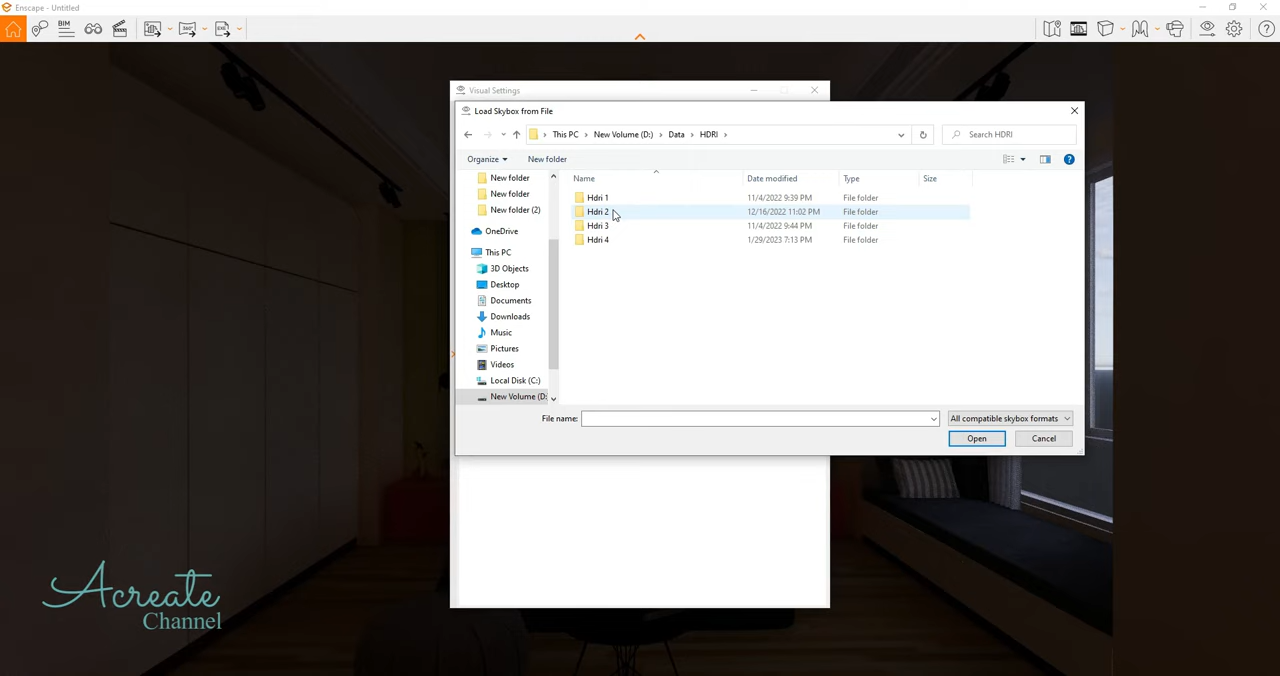 Enscape - Untitled
BIM
360°
EXE
Visual Settings
Load Skybox from File
This PC > New Volume (D:) > Data > HDRI >
Search HDRI
Organize
New folder
Name Date modified Type Size
New folder
New folder
New folder (2)
OneDrive
This PC
3D Objects
Desktop
Documents
Downloads
Music
Pictures
Videos
Local Disk (C:)
New Volume (D:
Hdri 1 11/4/2022 9:39 PM File folder
Hdri 2 12/16/2022 11:02 PM File folder
Hdri 3 11/4/2022 9:44 PM File folder
Hdri 4 1/29/2023 7:13 PM File folder
File name:
All compatible skybox formats
Open Cancel
Acreate
Channel